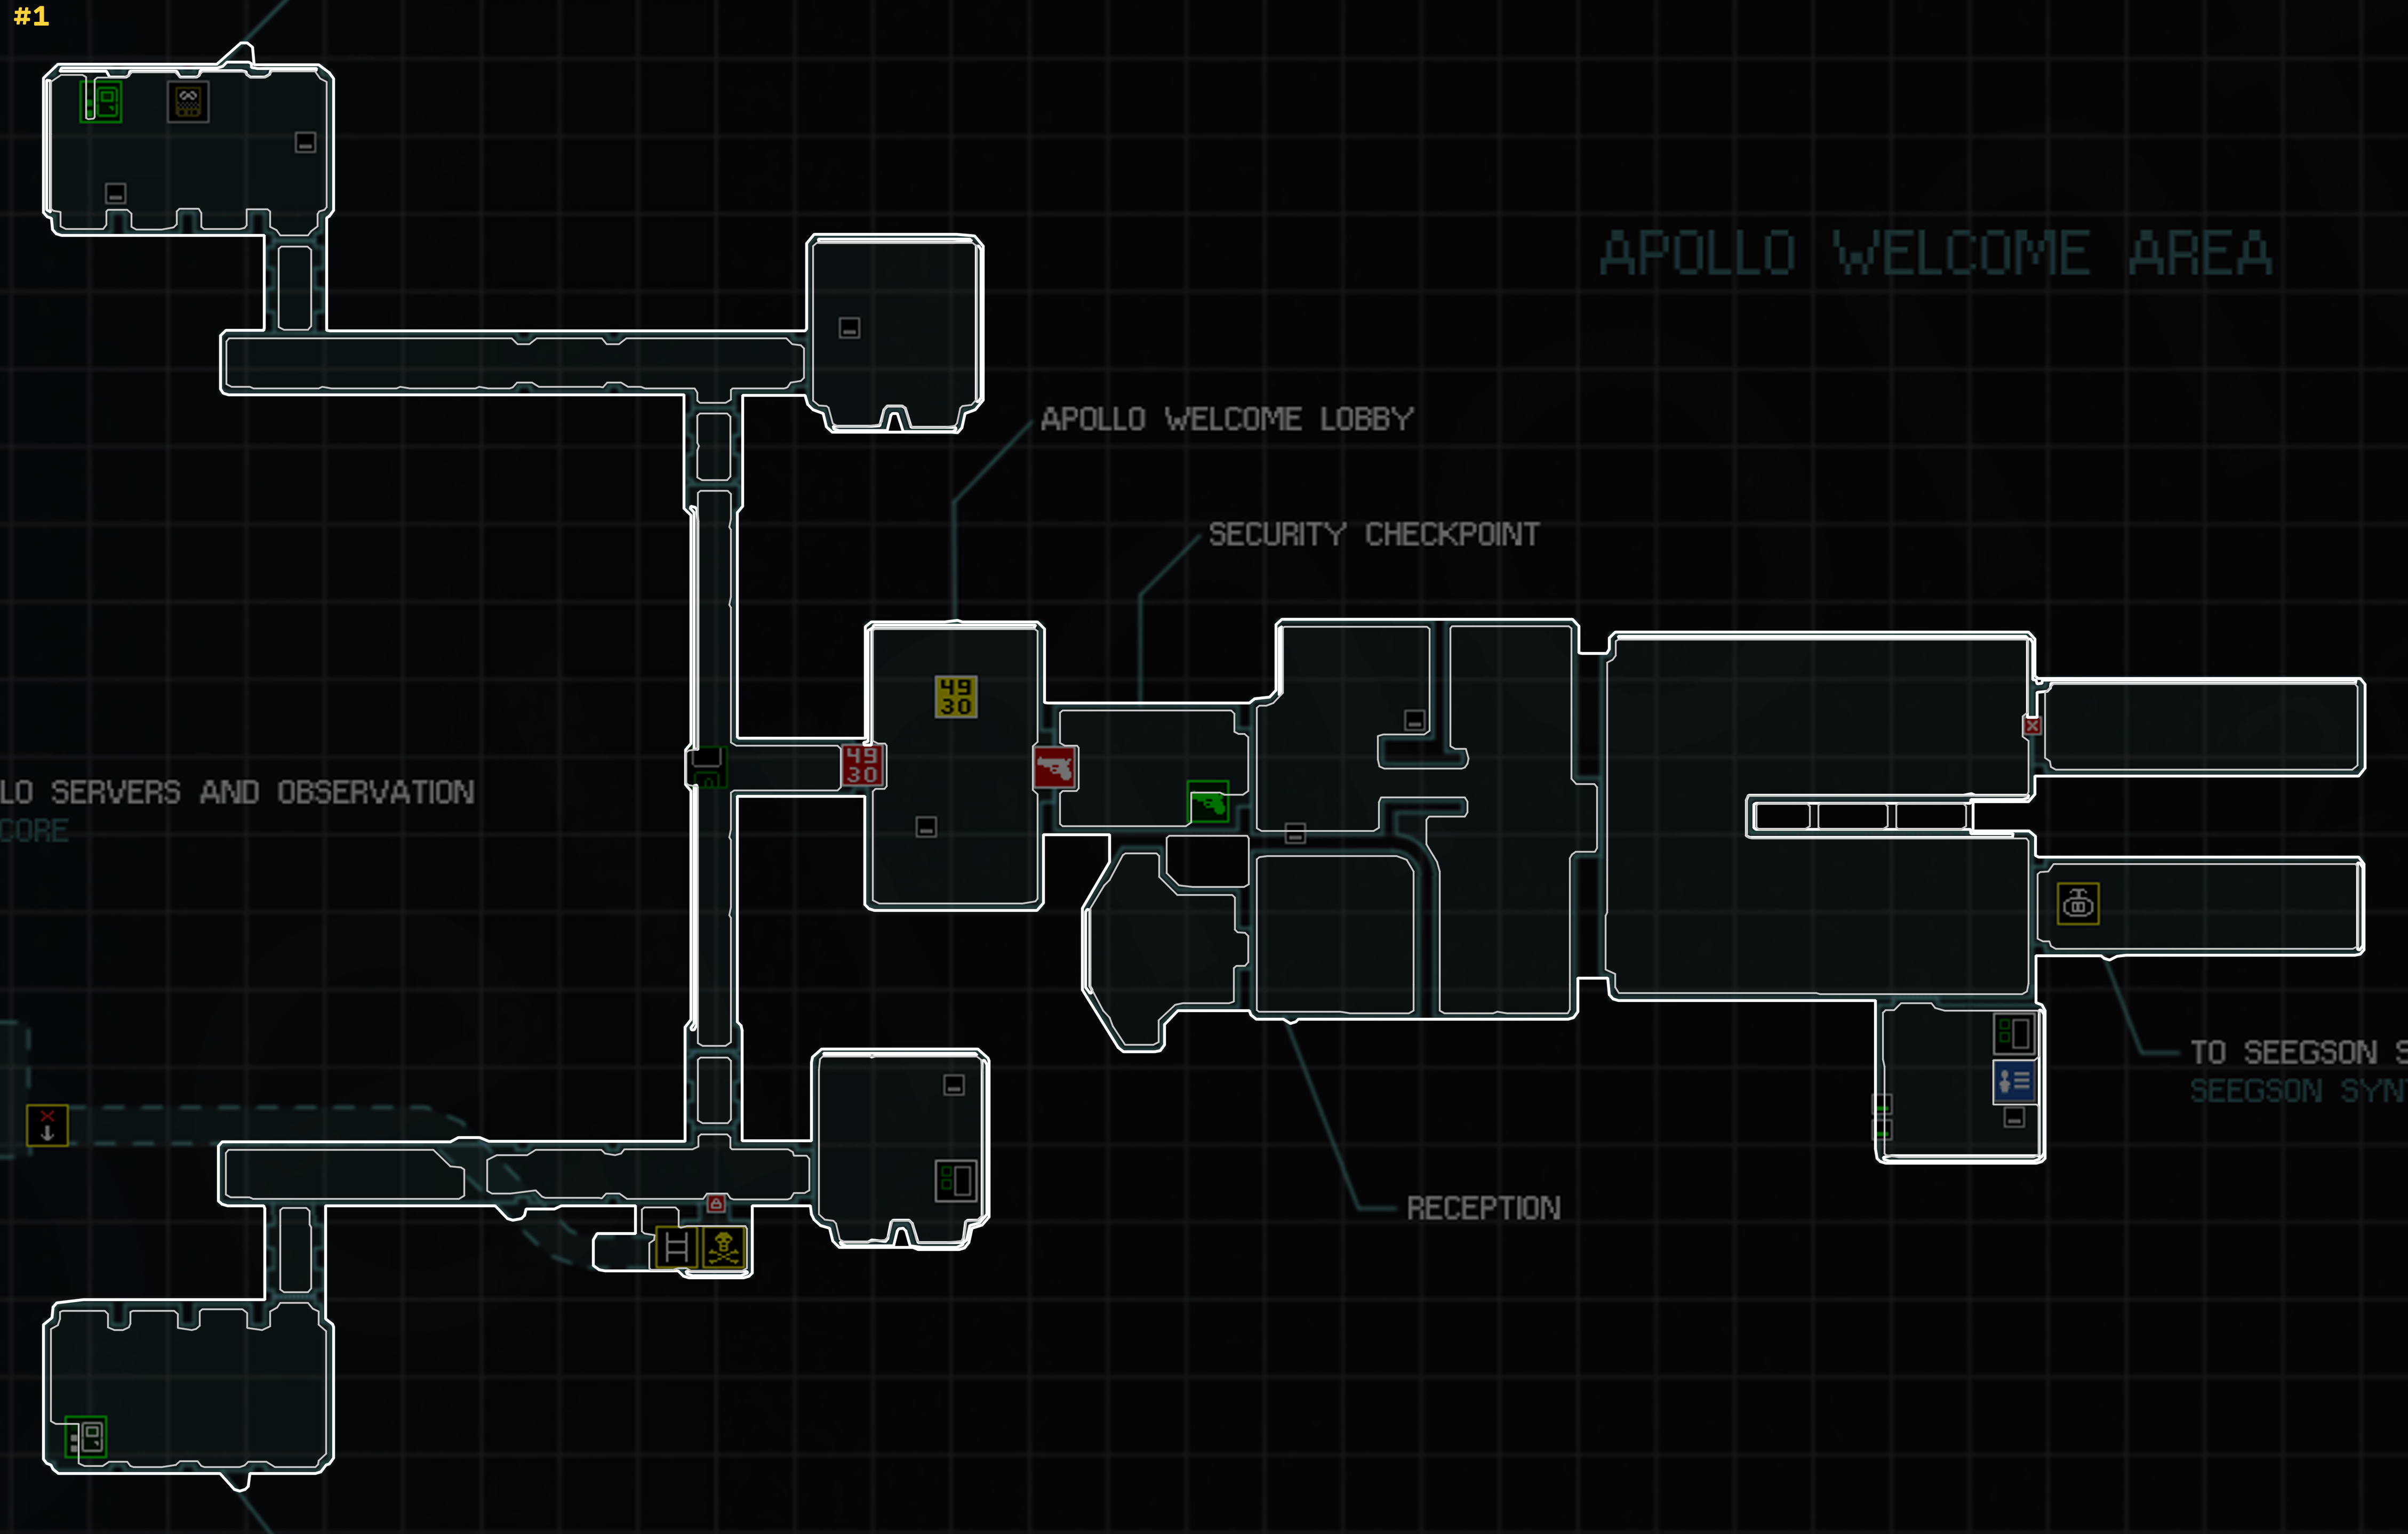 #1
APOLLO WELCOME AREA
APOLLO WELCOME LOBBY
SECURITY CHECKPOINT
49
30
49
30
LO SERVERS AND OBSERVATION
CORE
TO SEEGSON S
SEEGSON SYN
RECEPTION